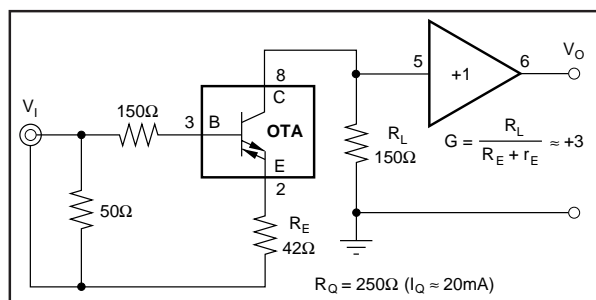 8
C
V_I
150Ω
3
B
OTA
E
2
50Ω
R_E
42Ω
R_L
150Ω
5
+1
6
V_O
G = R_L / (R_E + r_E) ≈ +3
R_Q = 250Ω (I_Q ≈ 20mA)